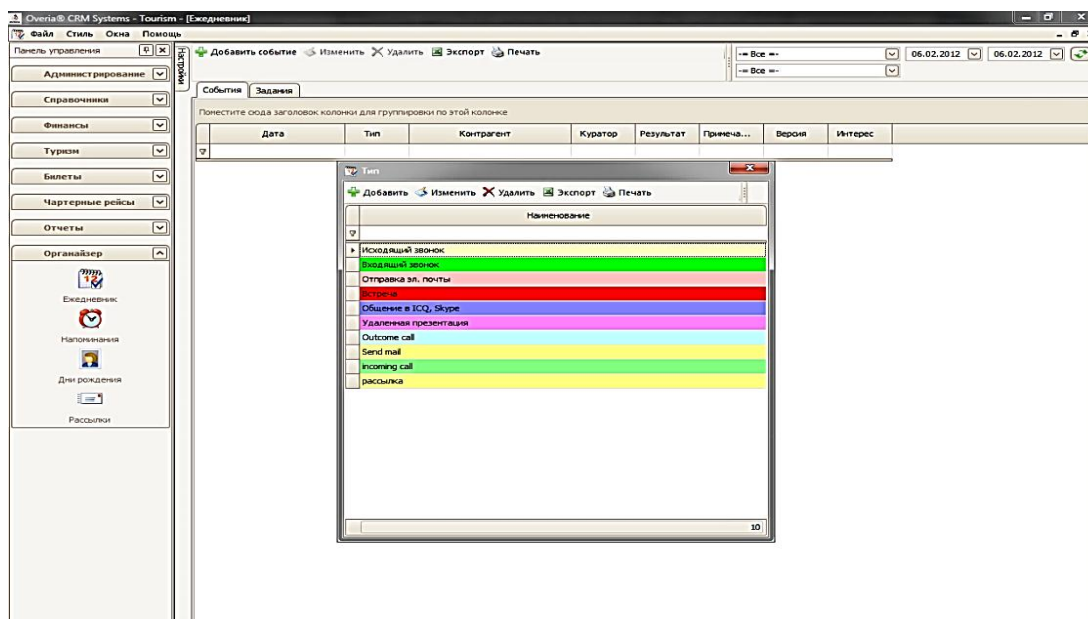 Overia® CRM Systems - Tourism - [Ежедневник]
Файл Стиль Окна Помощь
Панель управления
Настройки
Добавить событие Изменить Удалить Экспорт Печать
-= Все =-
06.02.2012 06.02.2012
-= Все =-
Администрирование
Справочники
Финансы
Туризм
Билеты
Чартерные рейсы
Отчеты
Органайзер
Ежедневник
Напоминания
Дни рождения
Рассылки
События Задания
Поместите сюда заголовок колонки для группировки по этой колонке
Дата Тип Контрагент Куратор Результат Примеча... Версия Интерес
Тип
Добавить Изменить Удалить Экспорт Печать
Наименование
Исходящий звонок
Входящий звонок
Отправка эл. почты
Встреча
Общение в ICQ, Skype
Удаленная презентация
Outcome call
Send mail
incoming call
рассылка
10